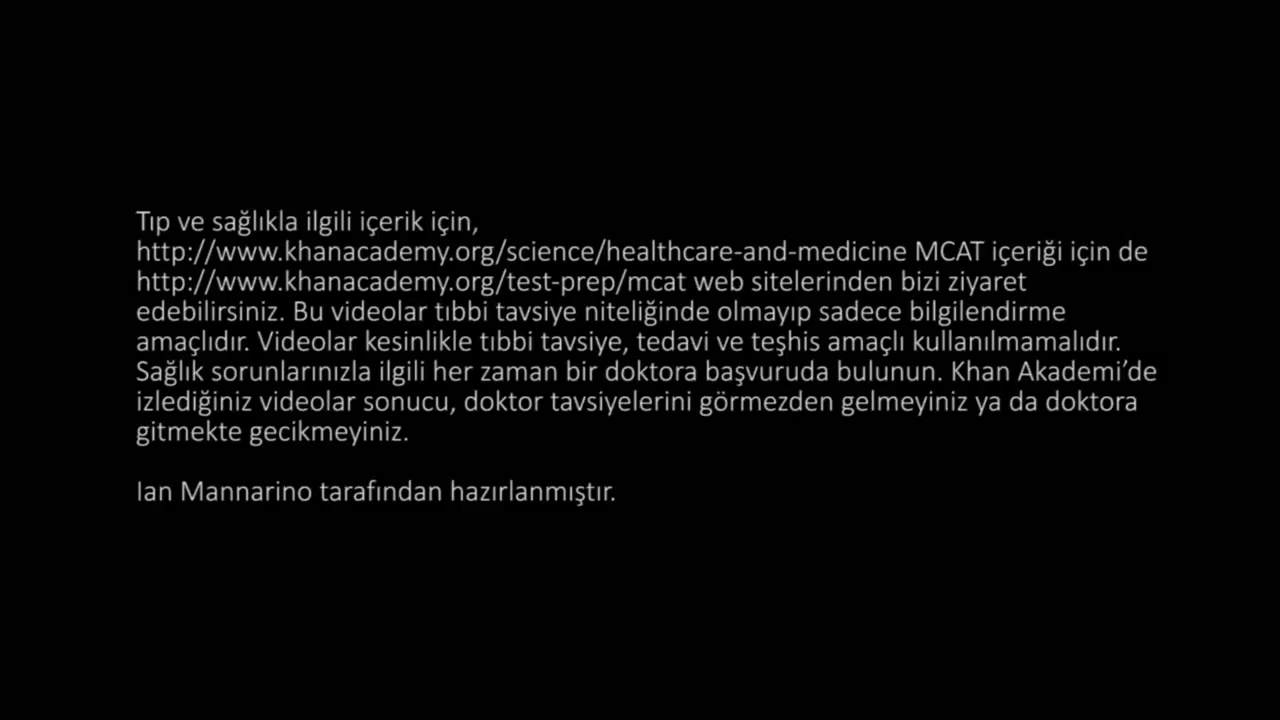 Tıp ve sağlıkla ilgili içerik için,
http://www.khanacademy.org/science/healthcare-and-medicine MCAT içeriği için de
http://www.khanacademy.org/test-prep/mcat web sitelerinden bizi ziyaret
edebilirsiniz. Bu videolar tıbbi tavsiye niteliğinde olmayıp sadece bilgilendirme
amaçlıdır. Videolar kesinlikle tıbbi tavsiye, tedavi ve teşhis amaçlı kullanılmamalıdır.
Sağlık sorunlarınızla ilgili her zaman bir doktora başvuruda bulunun. Khan Akademi’de
izlediğiniz videolar sonucu, doktor tavsiyelerini görmezden gelmeyiniz ya da doktora
gitmekte gecikmeyiniz.
Ian Mannarino tarafından hazırlanmıştır.